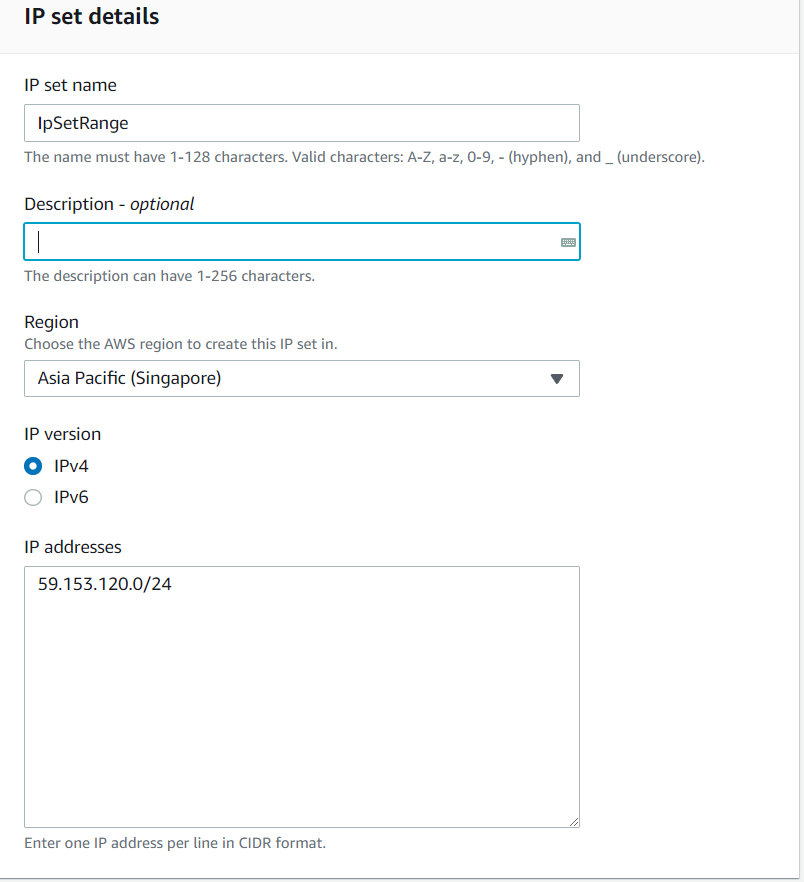 IP set details
IP set name
IpSetRange
The name must have 1-128 characters. Valid characters: A-Z, a-z, 0-9, - (hyphen), and _ (underscore).
Description - optional
The description can have 1-256 characters.
Region
Choose the AWS region to create this IP set in.
Asia Pacific (Singapore)
IP version
IPv4
IPv6
IP addresses
59.153.120.0/24
Enter one IP address per line in CIDR format.